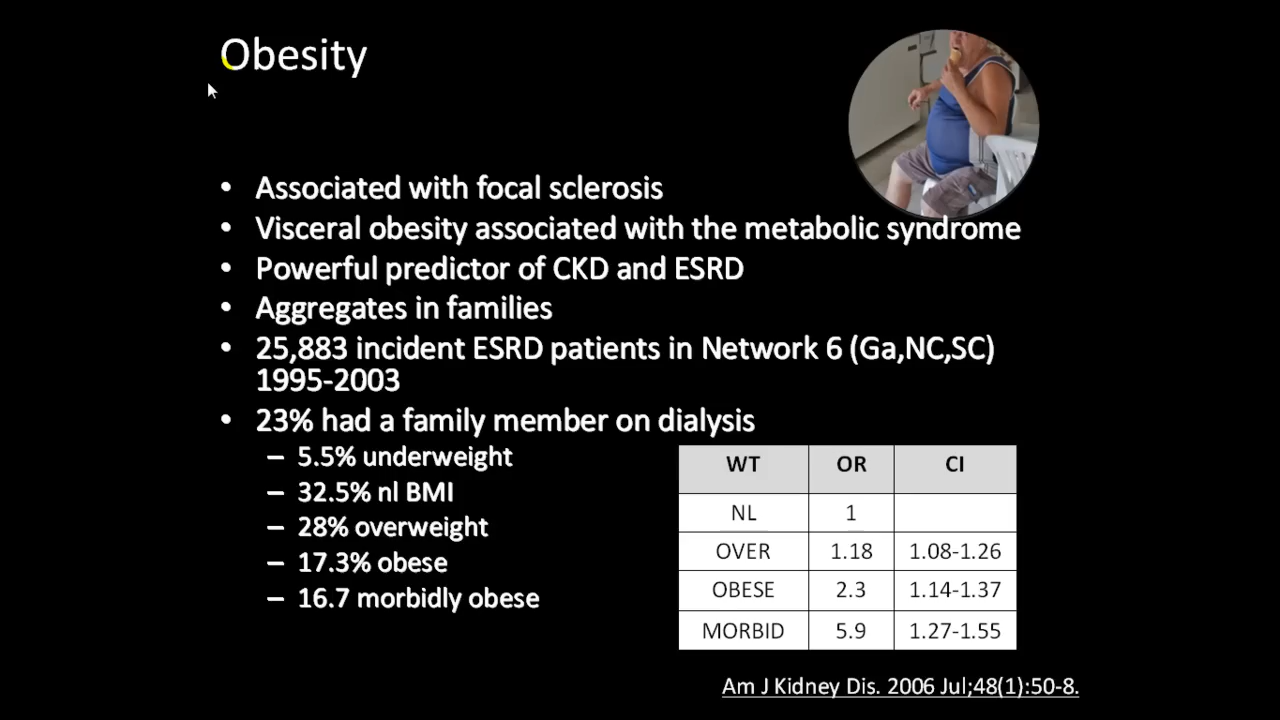 Obesity
• Associated with focal sclerosis
• Visceral obesity associated with the metabolic syndrome
• Powerful predictor of CKD and ESRD
• Aggregates in families
• 25,883 incident ESRD patients in Network 6 (Ga,NC,SC)
1995-2003
• 23% had a family member on dialysis
– 5.5% underweight
– 32.5% nl BMI
– 28% overweight
– 17.3% obese
– 16.7 morbidly obese
WT OR CI
NL 1
OVER 1.18 1.08-1.26
OBESE 2.3 1.14-1.37
MORBID 5.9 1.27-1.55
Am J Kidney Dis. 2006 Jul;48(1):50-8.